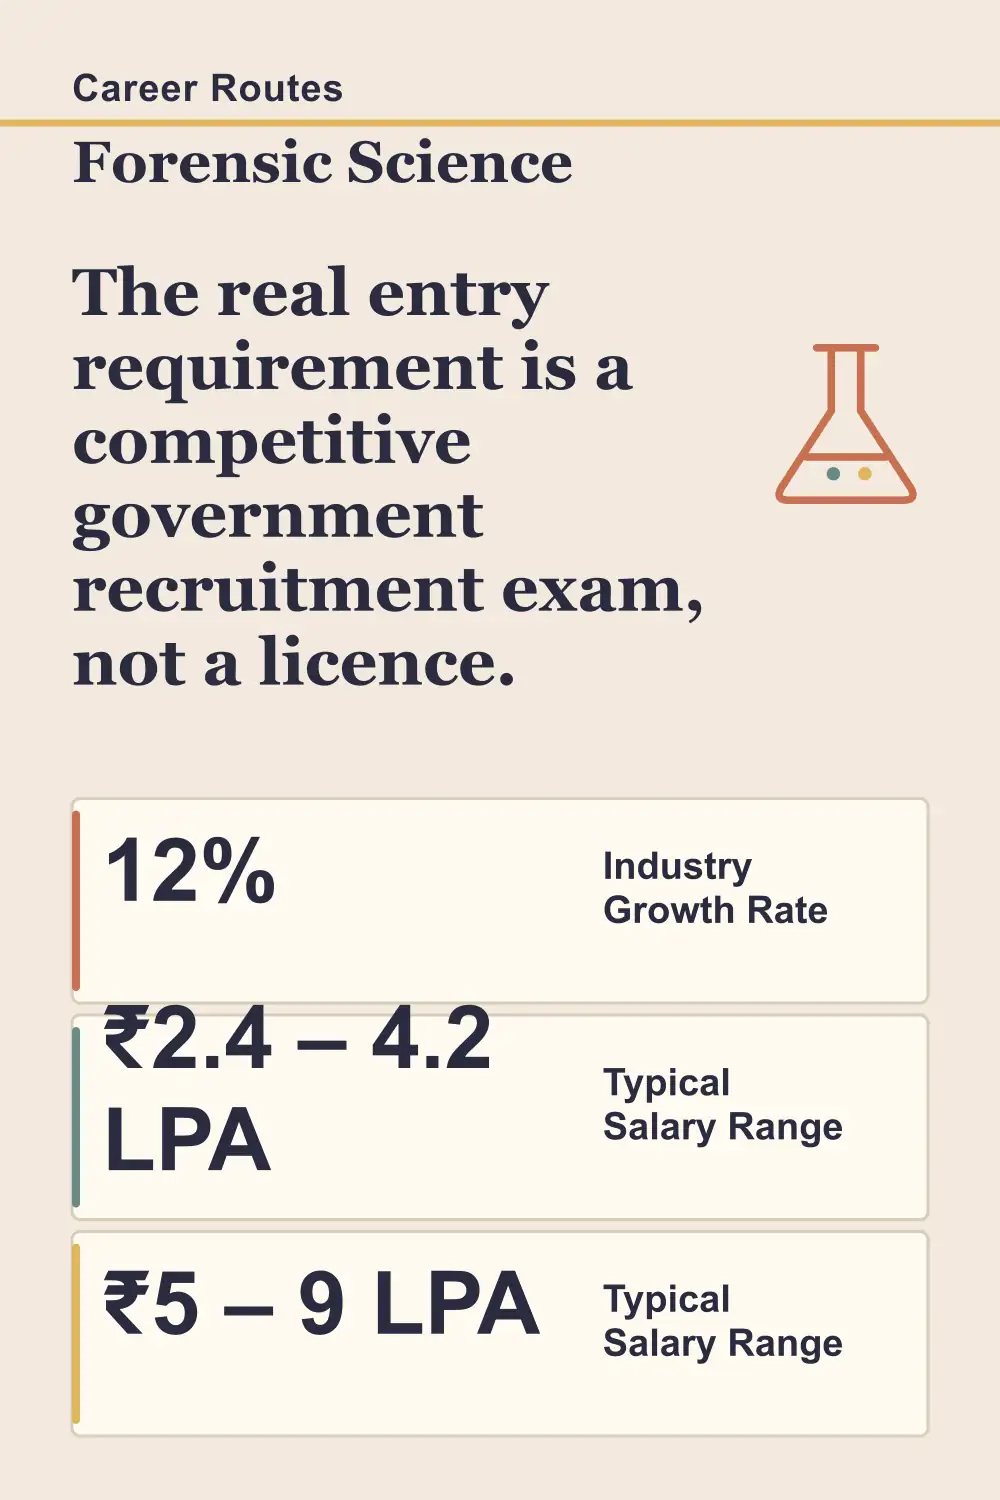 Career Routes
Forensic Science
The real entry
requirement is a
competitive
government
recruitment exam,
not a licence.
12%
Industry
Growth Rate
₹2.4 – 4.2
LPA
Typical
Salary Range
₹5 – 9 LPA
Typical
Salary Range